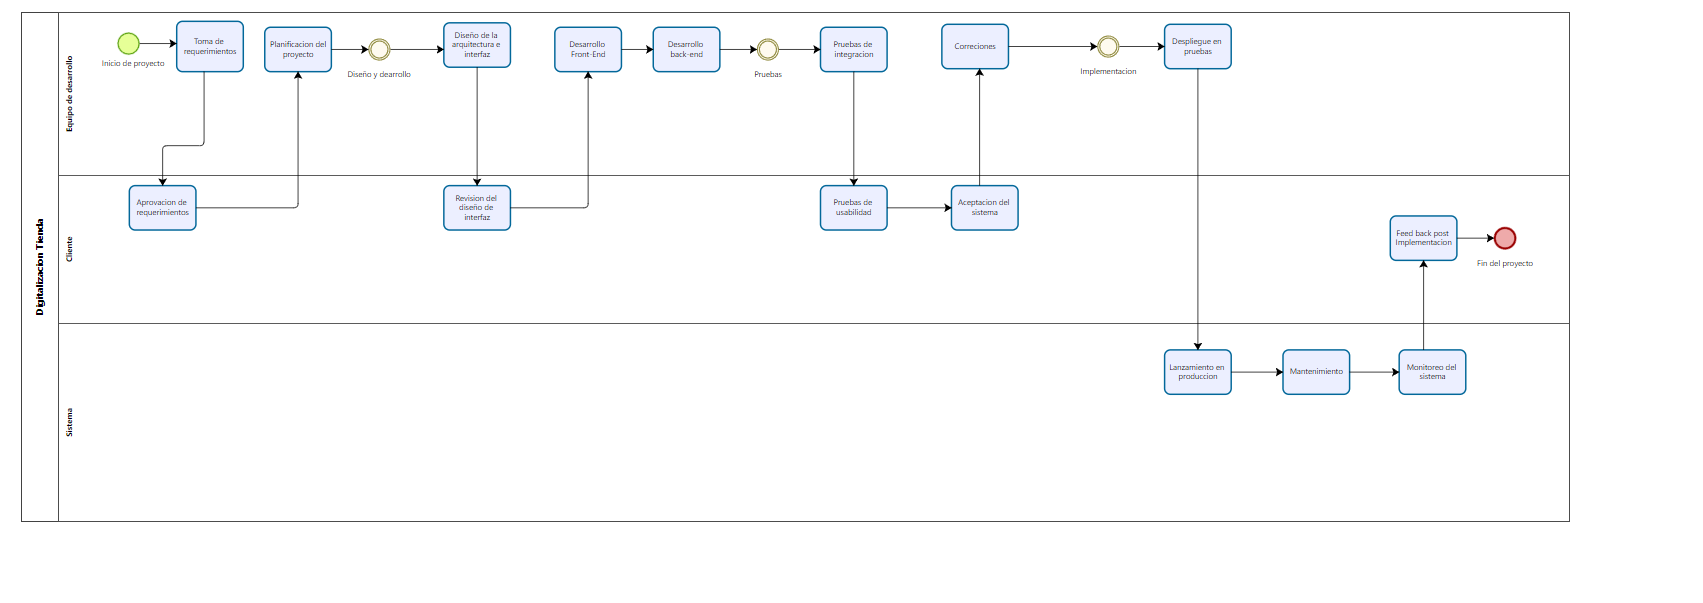 Digitalizacion Tienda
Equipo de desarrollo
Inicio de proyecto
Toma de
requerimientos
Planificacion del
proyecto
Diseño y dearrollo
Diseño de la
arquitectura e
interfaz
Desarrollo
Front-End
Desarrollo
back-end
Pruebas
Pruebas de
integracion
Correciones
Implementacion
Despliegue en
pruebas
Cliente
Aprovacion de
requerimientos
Revision del
diseño de
interfaz
Pruebas de
usabilidad
Aceptacion del
sistema
Feed back post
Implementacion
Fin del proyecto
Sistema
Lanzamiento en
produccion
Mantenimiento
Monitoreo del
sistema